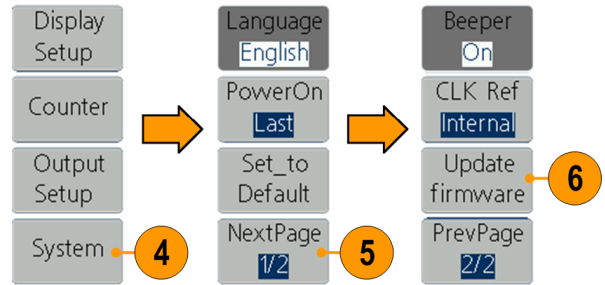 Display
Setup
Counter
Output
Setup
System
4
Language
English
PowerOn
Last
Set_to
Default
NextPage
1/2
5
Beeper
On
CLK Ref
Internal
Update
firmware
6
PrevPage
2/2